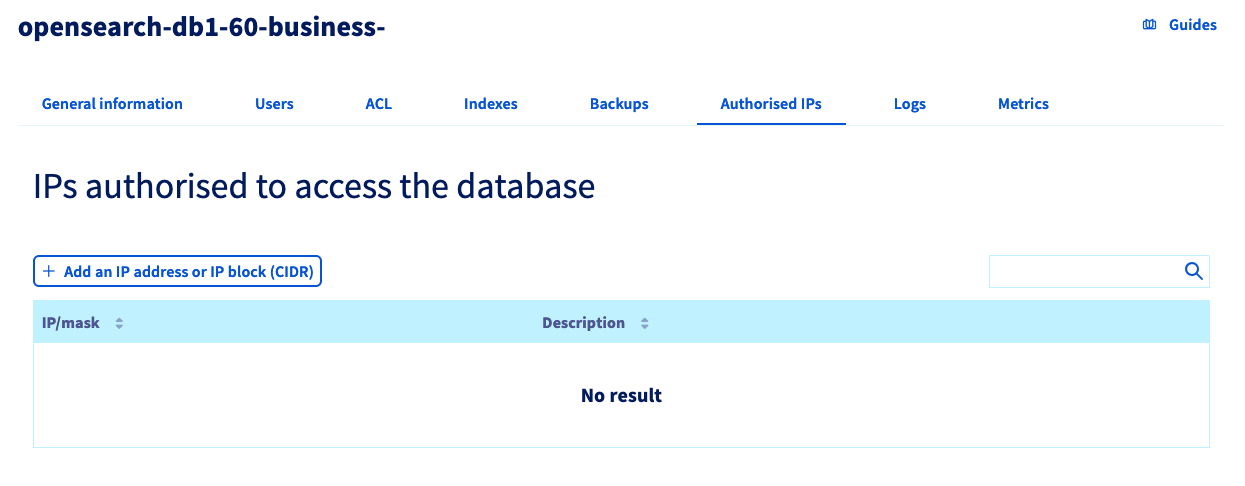 opensearch-db1-60-business-
Guides
General information Users ACL Indexes Backups Authorised IPs Logs Metrics
IPs authorised to access the database
+ Add an IP address or IP block (CIDR)
IP/mask Description
No result